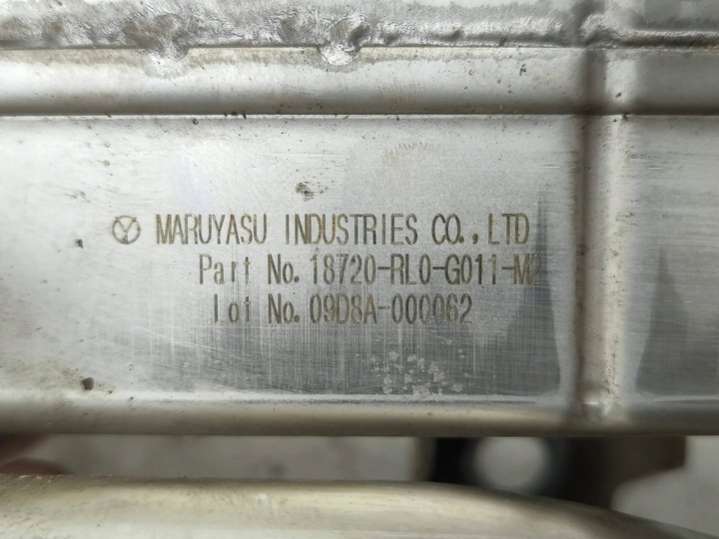 MARUYASU INDUSTRIES CO., LTD
Part No. 18720-RL0-G011-M2
Lot No. 09D8A-000062